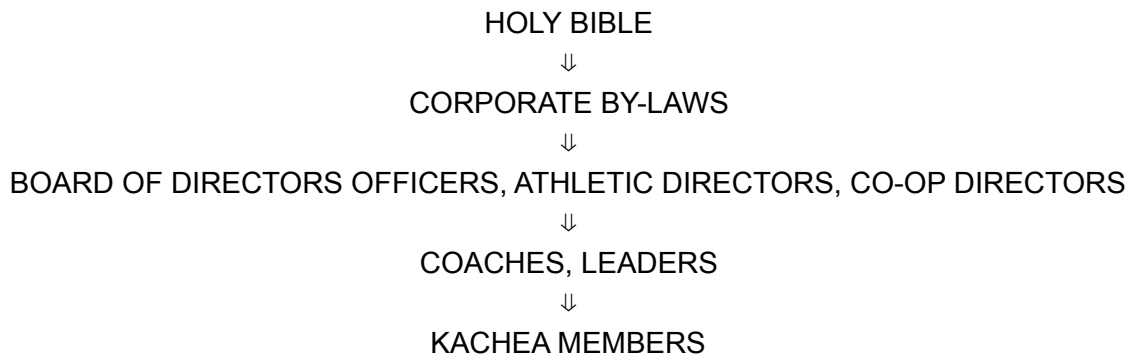 HOLY BIBLE
⇓
CORPORATE BY-LAWS
⇓
BOARD OF DIRECTORS OFFICERS, ATHLETIC DIRECTORS, CO-OP DIRECTORS
⇓
COACHES, LEADERS
⇓
KACHEA MEMBERS